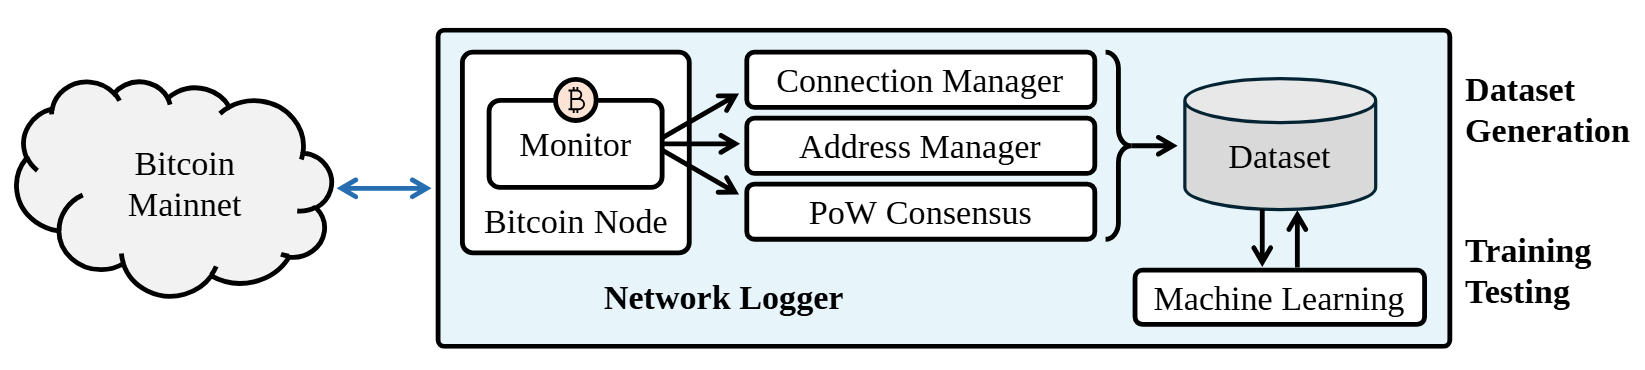 Bitcoin
Mainnet
Monitor
Bitcoin Node
Connection Manager
Address Manager
PoW Consensus
Dataset
Machine Learning
Network Logger
Dataset
Generation
Training
Testing